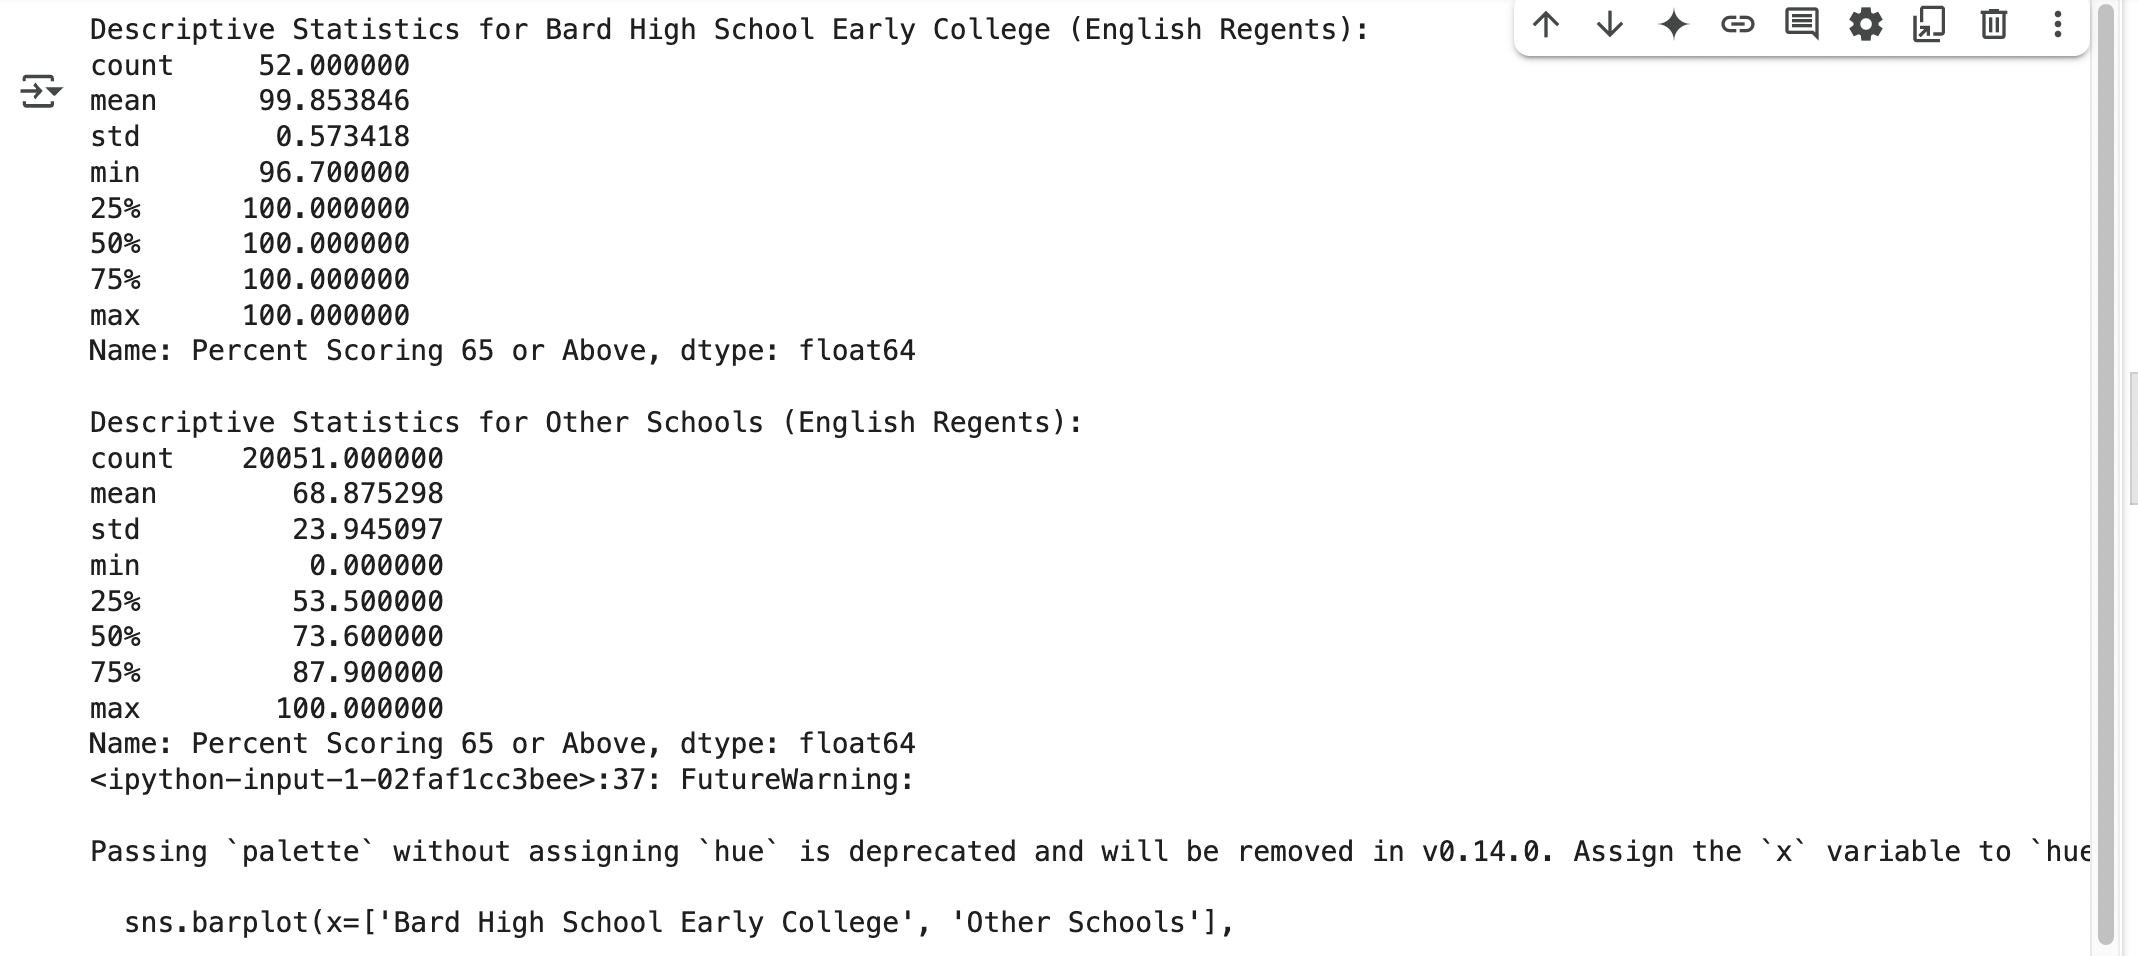 Descriptive Statistics for Bard High School Early College (English Regents):
count 52.000000
mean 99.853846
std 0.573418
min 96.700000
25% 100.000000
50% 100.000000
75% 100.000000
max 100.000000
Name: Percent Scoring 65 or Above, dtype: float64
Descriptive Statistics for Other Schools (English Regents):
count 20051.000000
mean 68.875298
std 23.945097
min 0.000000
25% 53.500000
50% 73.600000
75% 87.900000
max 100.000000
Name: Percent Scoring 65 or Above, dtype: float64
<ipython-input-1-02faf1cc3bee>:37: FutureWarning:
Passing `palette` without assigning `hue` is deprecated and will be removed in v0.14.0. Assign the `x` variable to `hue
sns.barplot(x=['Bard High School Early College', 'Other Schools'],